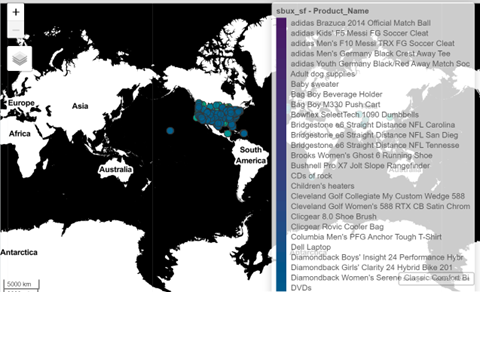 +
sbux_sf - Product_Name
adidas Brazuca 2014 Official Match Ball
adidas Kids' F5 Messi FG Soccer Cleat
adidas Men's F10 Messi TRX FG Soccer Cleat
adidas Men's Germany Black Crest Away Tee
adidas Youth Germany Black/Red Away Match Soc
Adult dog supplies
Baby sweater
Bag Boy Beverage Holder
Bag Boy M330 Push Cart
Bowflex SelectTech 1090 Dumbbells
Bridgestone e6 Straight Distance NFL Carolina
Bridgestone e6 Straight Distance NFL San Dieg
Bridgestone e6 Straight Distance NFL Tennesse
Brooks Women's Ghost 6 Running Shoe
Bushnell Pro X7 Jolt Slope Rangefinder
CDs of rock
Children's heaters
Cleveland Golf Collegiate My Custom Wedge 588
Cleveland Golf Women's 588 RTX CB Satin Chrom
Clicgear 8.0 Shoe Brush
Clicgear Rovic Cooler Bag
Columbia Men's PFG Anchor Tough T-Shirt
Dell Laptop
Diamondback Boys' Insight 24 Performance Hybr
Diamondback Girls' Clarity 24 Hybrid Bike 201
Diamondback Women's Serene Classic Comfort Bi
DVDs
Europe
Asia
Africa
Australia
South
America
Antarctica
5000 km